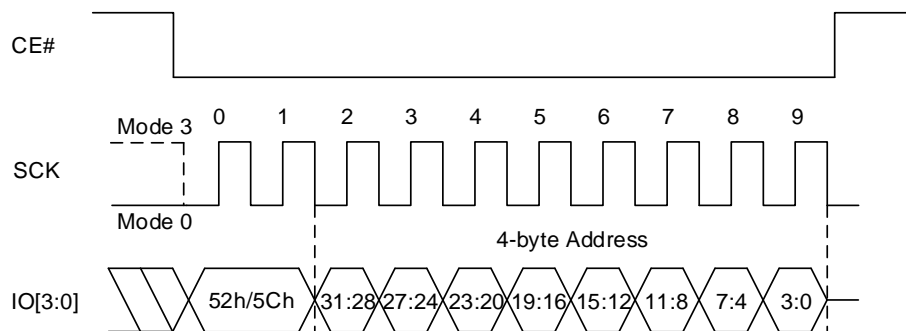 CE#
0 1 2 3 4 5 6 7 8 9
Mode 3
SCK
Mode 0
4-byte Address
IO[3:0] 52h/5Ch 31:28 27:24 23:20 19:16 15:12 11:8 7:4 3:0